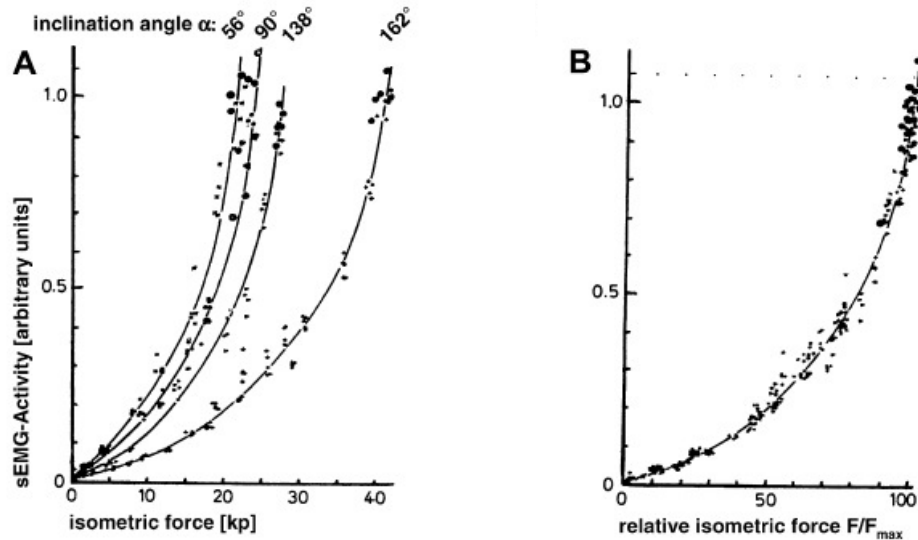 inclination angle α: 56° 90° 138° 162°
A
1.0
0.5
0
0 10 20 30 40
isometric force [kp]
sEMG-Activity [arbitrary units]
B
1.0
0.5
0
0 50 100
relative isometric force F/Fmax